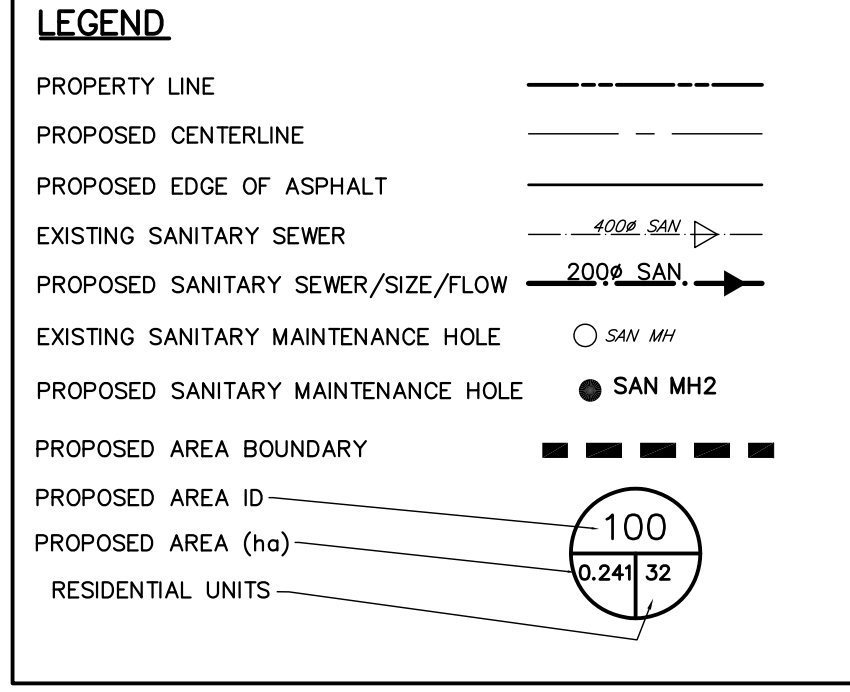 LEGEND
PROPERTY LINE
PROPOSED CENTERLINE
PROPOSED EDGE OF ASPHALT
EXISTING SANITARY SEWER 400ø SAN
PROPOSED SANITARY SEWER/SIZE/FLOW 200ø SAN
EXISTING SANITARY MAINTENANCE HOLE SAN MH
PROPOSED SANITARY MAINTENANCE HOLE SAN MH2
PROPOSED AREA BOUNDARY
PROPOSED AREA ID 100
PROPOSED AREA (ha) 0.241 32
RESIDENTIAL UNITS